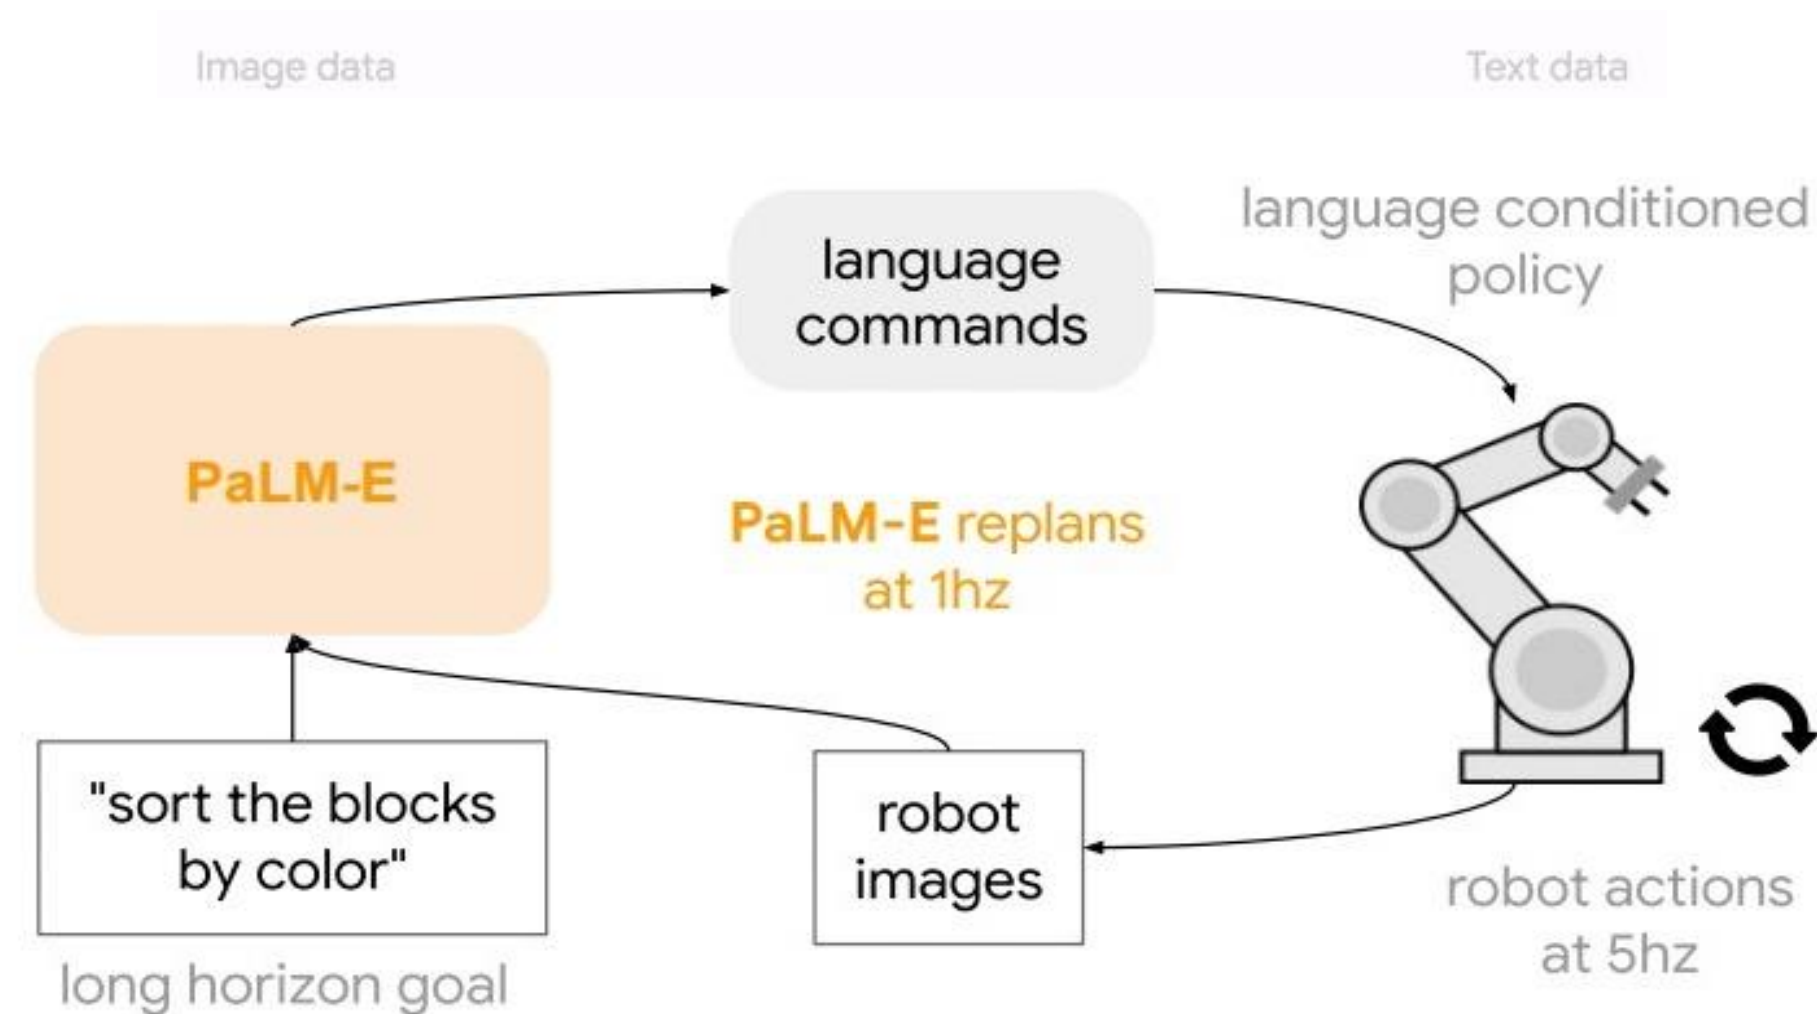 Image data
Text data
language
commands
language conditioned
policy
PaLM-E
PaLM-E replans
at 1hz
"sort the blocks
by color"
long horizon goal
robot
images
robot actions
at 5hz